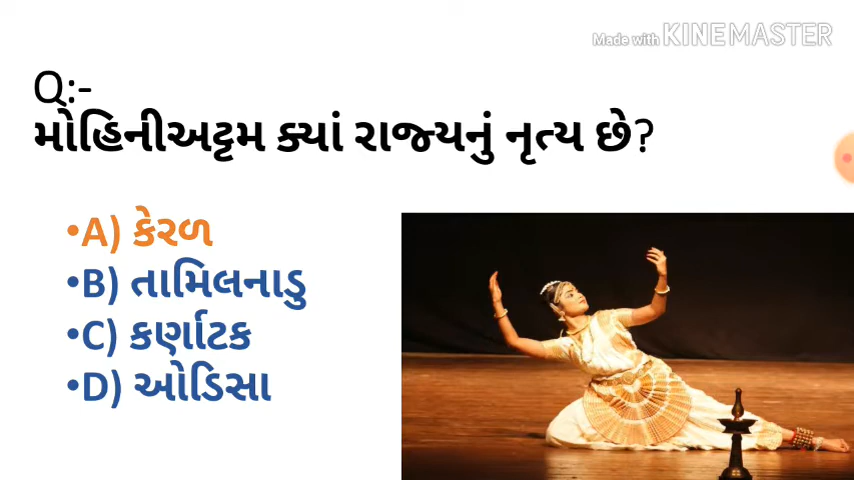 Made with KINEMASTER
Q:-
મોહિનીઅટ્ટમ ક્યાં રાજ્યનું નૃત્ય છે?
•A) કેરળ
•B) તામિલનાડુ
•C) કર્ણાટક
•D) ઓડિસા